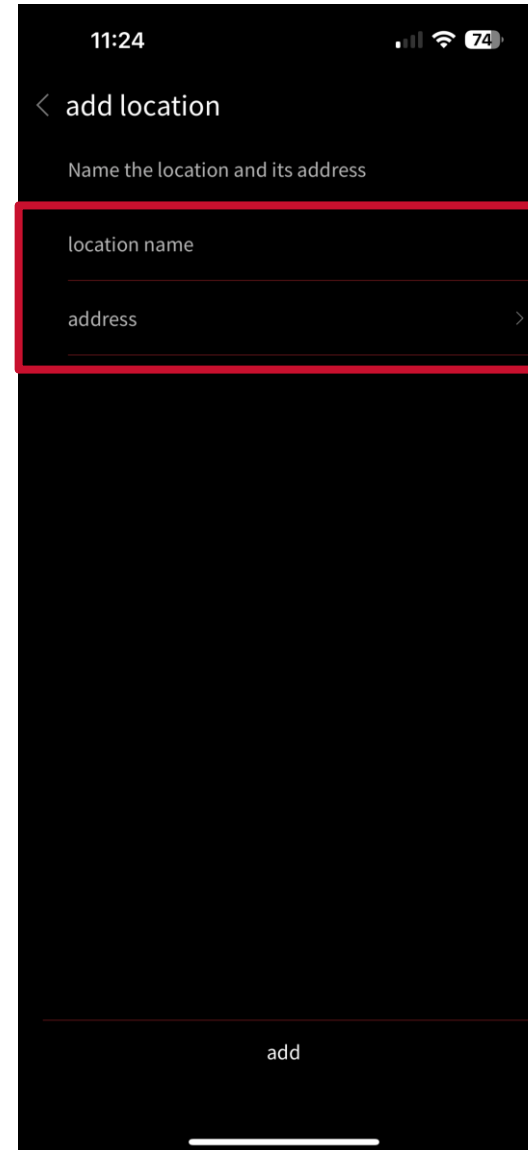 11:24
74
add location
Name the location and its address
location name
address
add